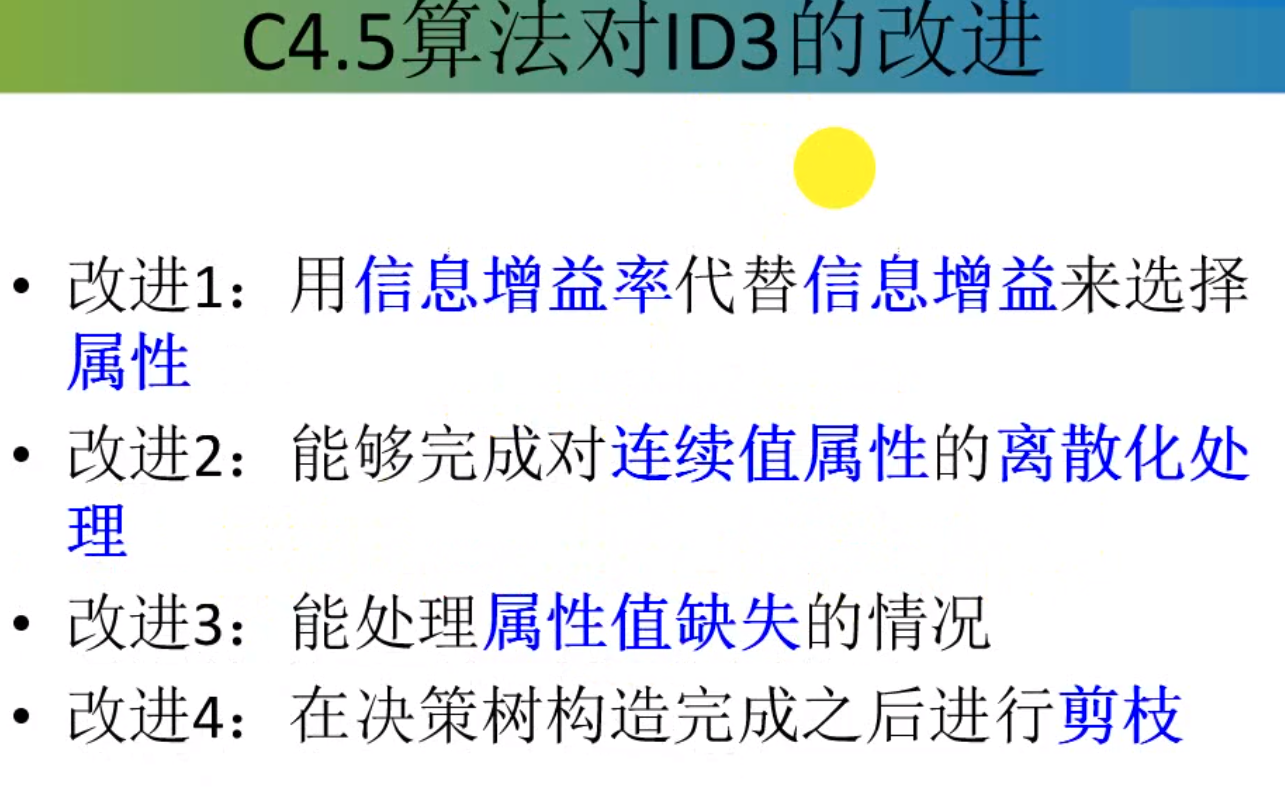 C4.5算法对ID3的改进
• 改进1：用信息增益率代替信息增益来选择
属性
• 改进2：能够完成对连续值属性的离散化处
理
• 改进3：能处理属性值缺失的情况
• 改进4：在决策树构造完成之后进行剪枝